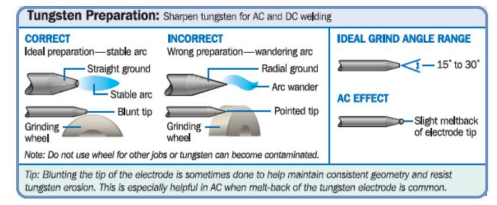 Tungsten Preparation: Sharpen tungsten for AC and DC welding
CORRECT
Ideal preparation—stable arc
Straight ground
Stable arc
Blunt tip
Grinding
wheel
INCORRECT
Wrong preparation—wandering arc
Radial ground
Arc wander
Pointed tip
Grinding
wheel
Note: Do not use wheel for other jobs or tungsten can become contaminated.
IDEAL GRIND ANGLE RANGE
15° to 30°
AC EFFECT
Slight meltback
of electrode tip
Tip: Blunting the tip of the electrode is sometimes done to help maintain consistent geometry and resist
tungsten erosion. This is especially helpful in AC when melt-back of the tungsten electrode is common.